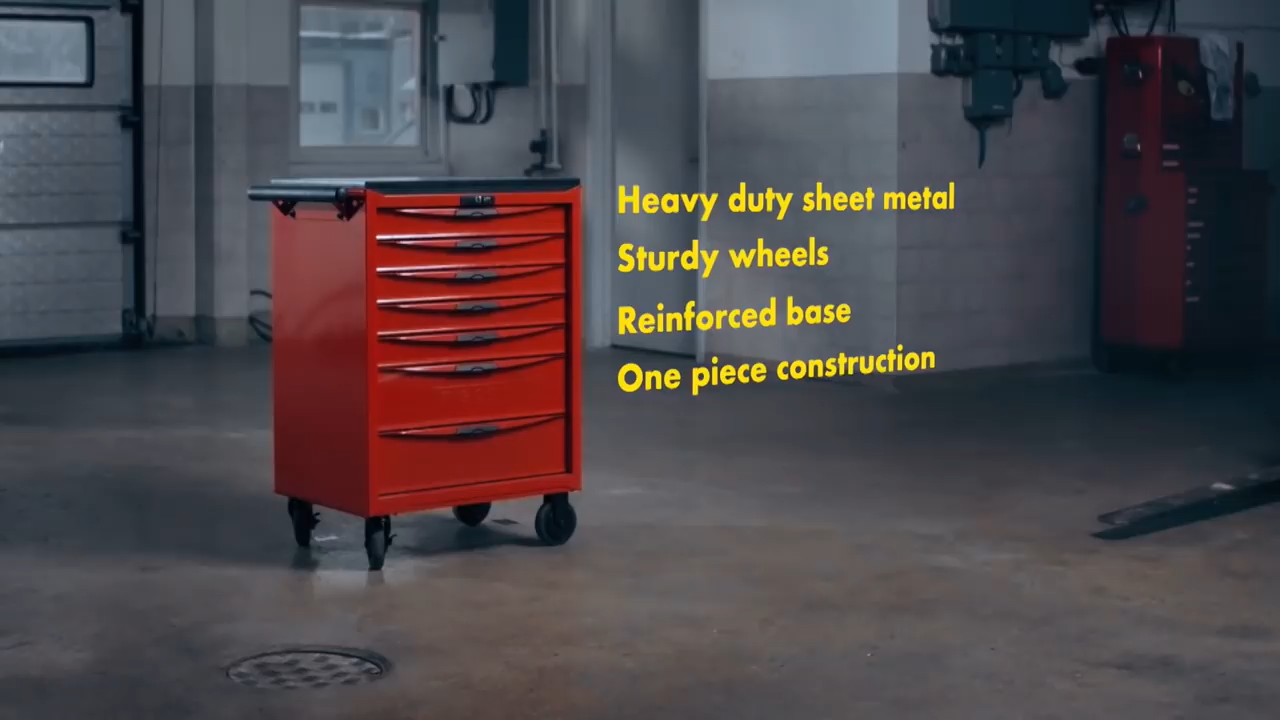 Heavy duty sheet metal
Sturdy wheels
Reinforced base
One piece construction